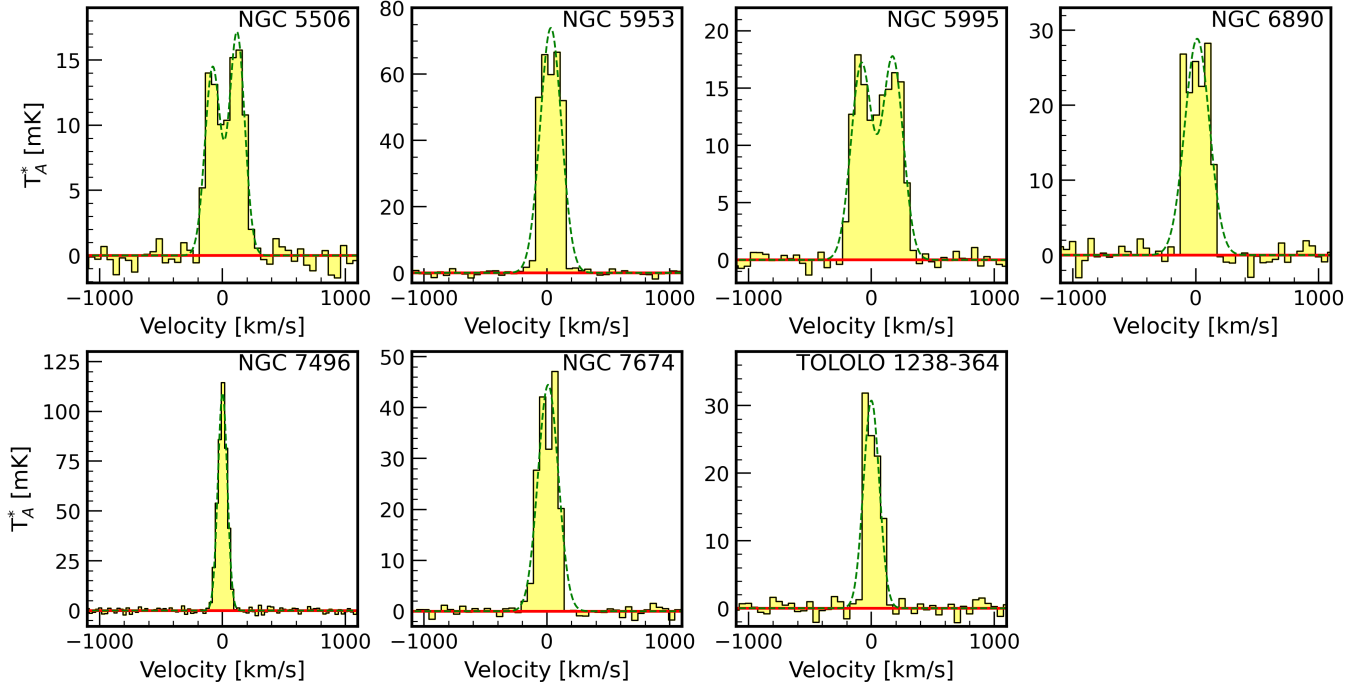 NGC 5506
NGC 5953
NGC 5995
NGC 6890
T*A [mK]
15
10
5
0
80
60
40
20
0
20
15
10
5
0
30
20
10
0
−1000 0 1000
−1000 0 1000
−1000 0 1000
−1000 0 1000
Velocity [km/s]
Velocity [km/s]
Velocity [km/s]
Velocity [km/s]
NGC 7496
NGC 7674
TOLOLO 1238-364
T*A [mK]
125
100
75
50
25
0
50
40
30
20
10
0
30
20
10
0
−1000 0 1000
−1000 0 1000
−1000 0 1000
Velocity [km/s]
Velocity [km/s]
Velocity [km/s]